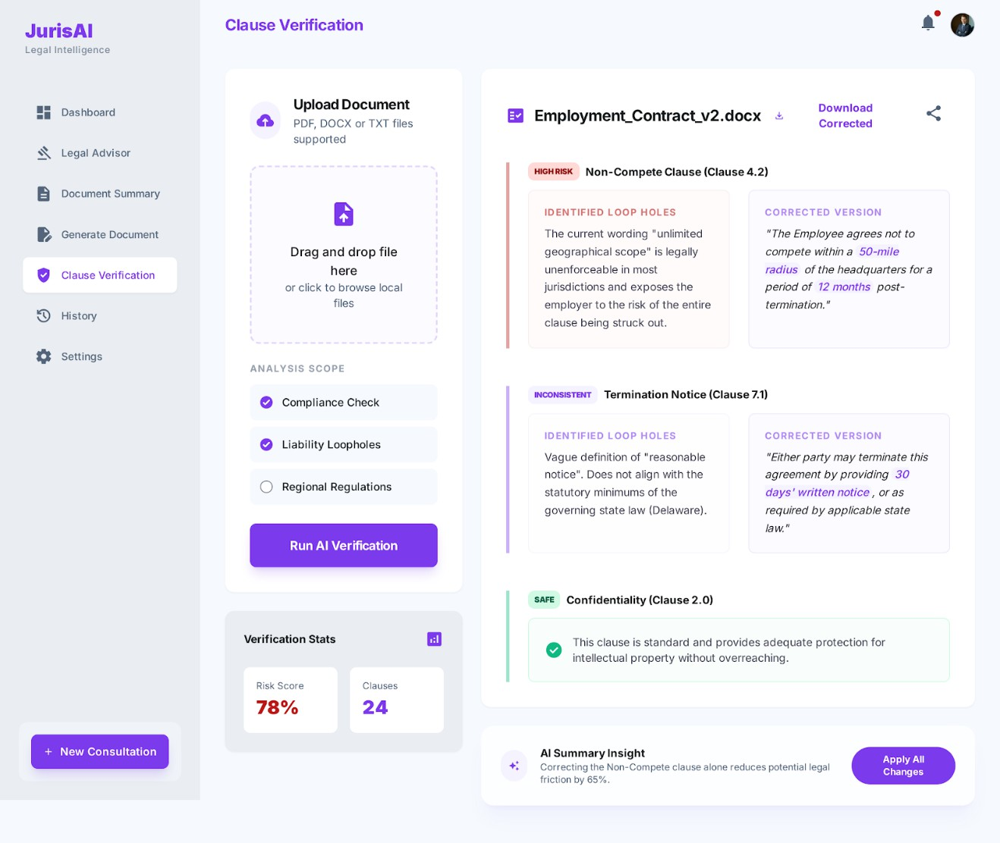 JurisAI
Legal Intelligence
Dashboard
Legal Advisor
Document Summary
Generate Document
Clause Verification
History
Settings
+ New Consultation
Clause Verification
Upload Document
PDF, DOCX or TXT files
supported
Drag and drop file
here
or click to browse local
files
ANALYSIS SCOPE
Compliance Check
Liability Loopholes
Regional Regulations
Run AI Verification
Verification Stats
Risk Score
78%
Clauses
24
Employment_Contract_v2.docx
Download
Corrected
HIGH RISK Non-Compete Clause (Clause 4.2)
IDENTIFIED LOOP HOLES
The current wording "unlimited
geographical scope" is legally
unenforceable in most
jurisdictions and exposes the
employer to the risk of the entire
clause being struck out.
CORRECTED VERSION
"The Employee agrees not to
compete within a 50-mile
radius of the headquarters for a
period of 12 months post-
termination."
INCONSISTENT Termination Notice (Clause 7.1)
IDENTIFIED LOOP HOLES
Vague definition of "reasonable
notice". Does not align with the
statutory minimums of the
governing state law (Delaware).
CORRECTED VERSION
"Either party may terminate this
agreement by providing 30
days' written notice , or as
required by applicable state
law."
SAFE Confidentiality (Clause 2.0)
This clause is standard and provides adequate protection for
intellectual property without overreaching.
AI Summary Insight
Correcting the Non-Compete clause alone reduces potential legal
friction by 65%.
Apply All
Changes